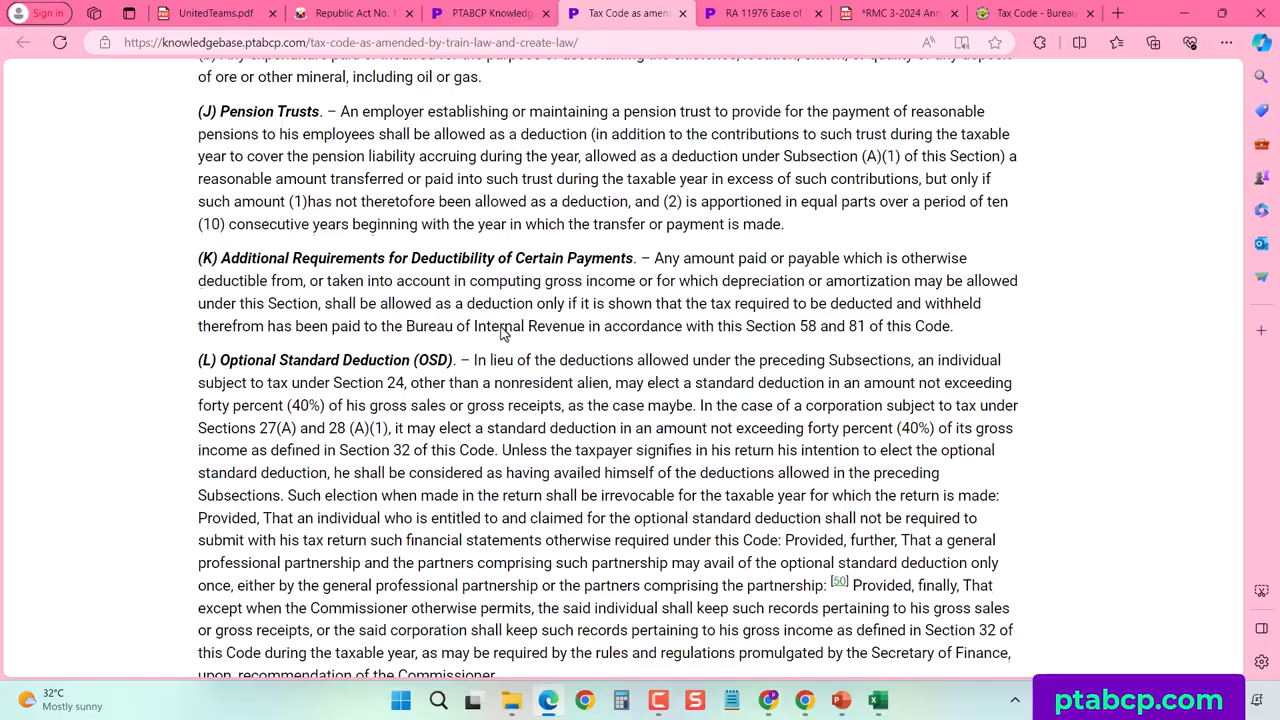 Sign in
UnitedTeams.pdf
Republic Act No. 1
PTABCP Knowledg
Tax Code as amen
RA 11976 Ease of
*RMC 3-2024 Ann
Tax Code - Bureau
https://knowledgebase.ptabcp.com/tax-code-as-amended-by-train-law-and-create-law/
of ore or other mineral, including oil or gas.
(J) Pension Trusts. – An employer establishing or maintaining a pension trust to provide for the payment of reasonable
pensions to his employees shall be allowed as a deduction (in addition to the contributions to such trust during the taxable
year to cover the pension liability accruing during the year, allowed as a deduction under Subsection (A)(1) of this Section) a
reasonable amount transferred or paid into such trust during the taxable year in excess of such contributions, but only if
such amount (1)has not theretofore been allowed as a deduction, and (2) is apportioned in equal parts over a period of ten
(10) consecutive years beginning with the year in which the transfer or payment is made.
(K) Additional Requirements for Deductibility of Certain Payments. – Any amount paid or payable which is otherwise
deductible from, or taken into account in computing gross income or for which depreciation or amortization may be allowed
under this Section, shall be allowed as a deduction only if it is shown that the tax required to be deducted and withheld
therefrom has been paid to the Bureau of Internal Revenue in accordance with this Section 58 and 81 of this Code.
(L) Optional Standard Deduction (OSD). – In lieu of the deductions allowed under the preceding Subsections, an individual
subject to tax under Section 24, other than a nonresident alien, may elect a standard deduction in an amount not exceeding
forty percent (40%) of his gross sales or gross receipts, as the case maybe. In the case of a corporation subject to tax under
Sections 27(A) and 28 (A)(1), it may elect a standard deduction in an amount not exceeding forty percent (40%) of its gross
income as defined in Section 32 of this Code. Unless the taxpayer signifies in his return his intention to elect the optional
standard deduction, he shall be considered as having availed himself of the deductions allowed in the preceding
Subsections. Such election when made in the return shall be irrevocable for the taxable year for which the return is made:
Provided, That an individual who is entitled to and claimed for the optional standard deduction shall not be required to
submit with his tax return such financial statements otherwise required under this Code: Provided, further, That a general
professional partnership and the partners comprising such partnership may avail of the optional standard deduction only
once, either by the general professional partnership or the partners comprising the partnership: [50] Provided, finally, That
except when the Commissioner otherwise permits, the said individual shall keep such records pertaining to his gross sales
or gross receipts, or the said corporation shall keep such records pertaining to his gross income as defined in Section 32 of
this Code during the taxable year, as may be required by the rules and regulations promulgated by the Secretary of Finance,
upon, recommendation of the Commissioner
32°C
Mostly sunny
ptabcp.com